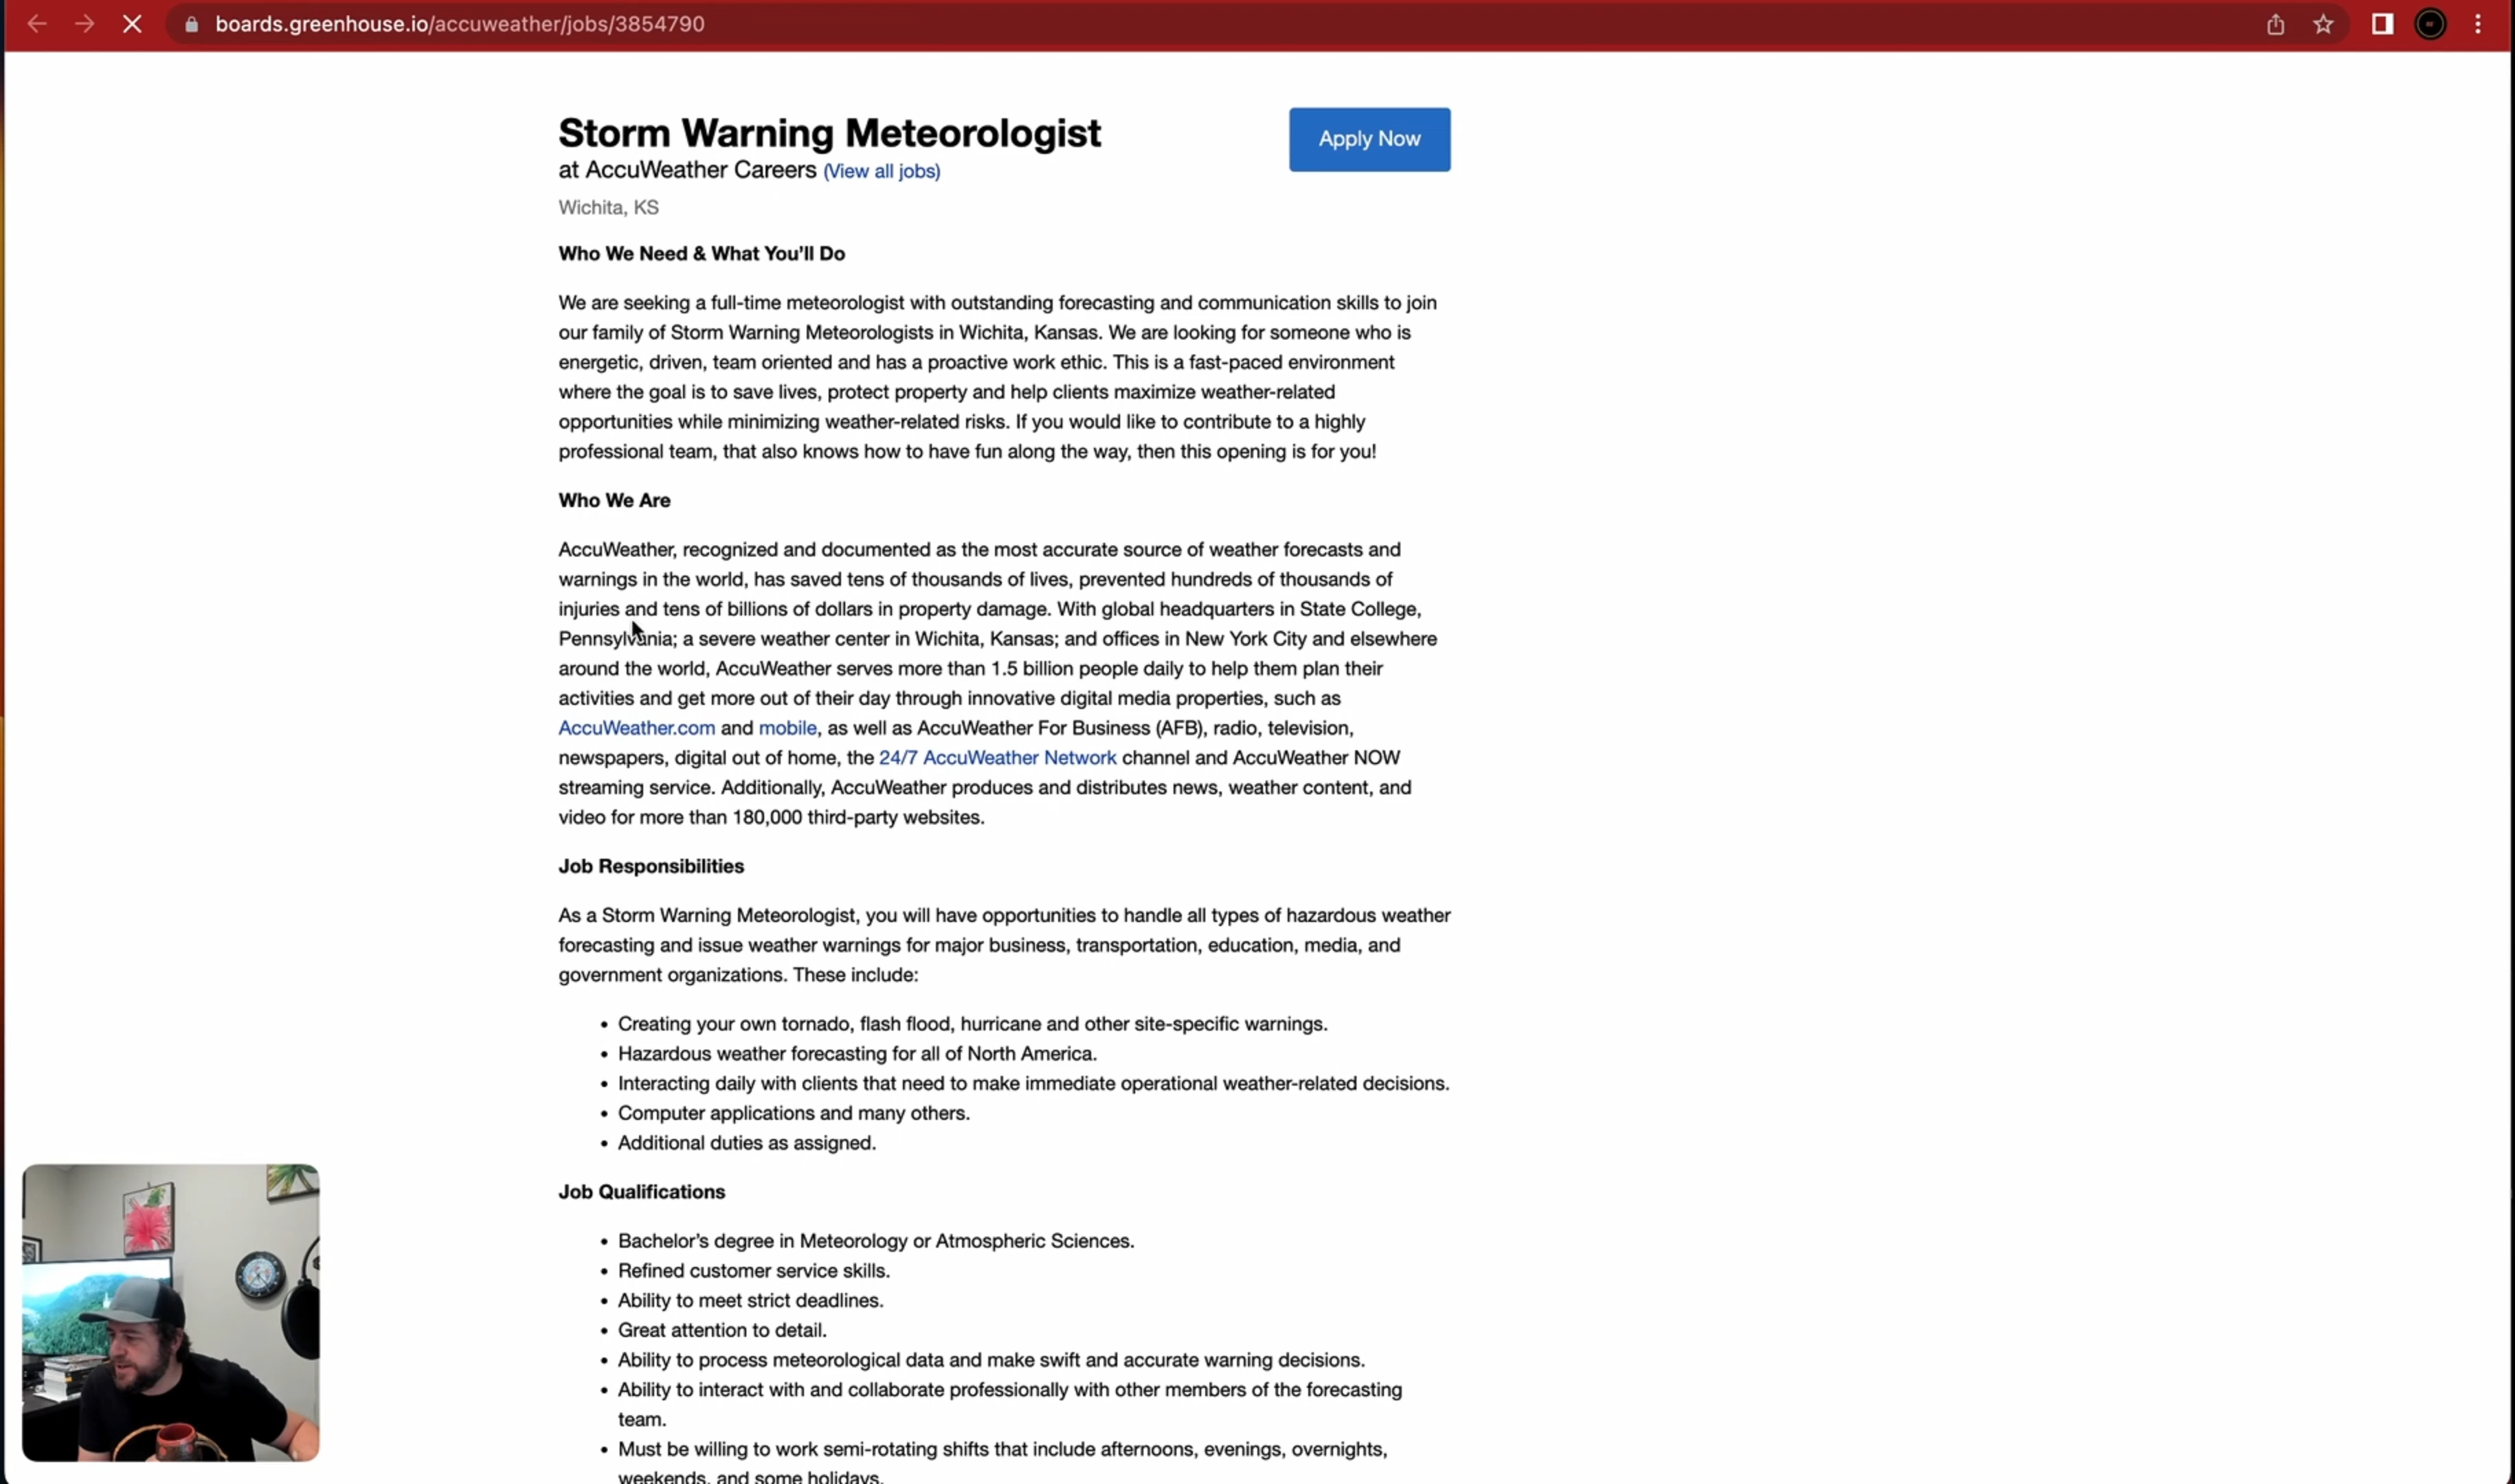 boards.greenhouse.io/accuweather/jobs/3854790
Storm Warning Meteorologist
Apply Now
at AccuWeather Careers (View all jobs)
Wichita, KS
Who We Need & What You’ll Do
We are seeking a full-time meteorologist with outstanding forecasting and communication skills to join
our family of Storm Warning Meteorologists in Wichita, Kansas. We are looking for someone who is
energetic, driven, team oriented and has a proactive work ethic. This is a fast-paced environment
where the goal is to save lives, protect property and help clients maximize weather-related
opportunities while minimizing weather-related risks. If you would like to contribute to a highly
professional team, that also knows how to have fun along the way, then this opening is for you!
Who We Are
AccuWeather, recognized and documented as the most accurate source of weather forecasts and
warnings in the world, has saved tens of thousands of lives, prevented hundreds of thousands of
injuries and tens of billions of dollars in property damage. With global headquarters in State College,
Pennsylvania; a severe weather center in Wichita, Kansas; and offices in New York City and elsewhere
around the world, AccuWeather serves more than 1.5 billion people daily to help them plan their
activities and get more out of their day through innovative digital media properties, such as
AccuWeather.com and mobile, as well as AccuWeather For Business (AFB), radio, television,
newspapers, digital out of home, the 24/7 AccuWeather Network channel and AccuWeather NOW
streaming service. Additionally, AccuWeather produces and distributes news, weather content, and
video for more than 180,000 third-party websites.
Job Responsibilities
As a Storm Warning Meteorologist, you will have opportunities to handle all types of hazardous weather
forecasting and issue weather warnings for major business, transportation, education, media, and
government organizations. These include:
• Creating your own tornado, flash flood, hurricane and other site-specific warnings.
• Hazardous weather forecasting for all of North America.
• Interacting daily with clients that need to make immediate operational weather-related decisions.
• Computer applications and many others.
• Additional duties as assigned.
Job Qualifications
• Bachelor’s degree in Meteorology or Atmospheric Sciences.
• Refined customer service skills.
• Ability to meet strict deadlines.
• Great attention to detail.
• Ability to process meteorological data and make swift and accurate warning decisions.
• Ability to interact with and collaborate professionally with other members of the forecasting
team.
• Must be willing to work semi-rotating shifts that include afternoons, evenings, overnights,
weekends, and some holidays.